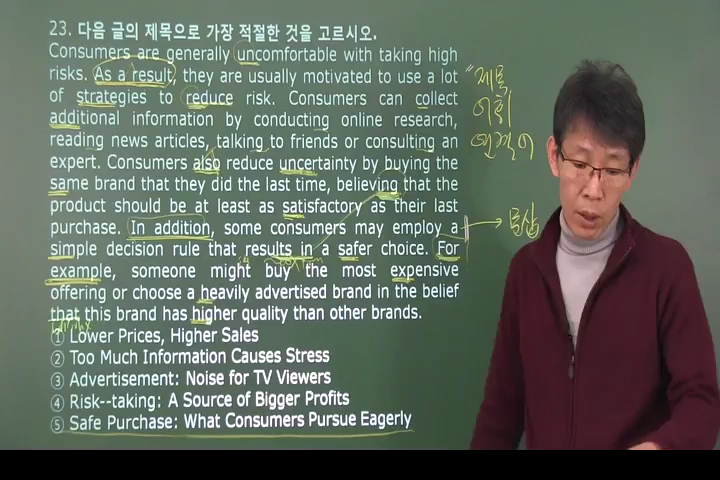 23. 다음 글의 제목으로 가장 적절한 것을 고르시오.
Consumers are generally uncomfortable with taking high
risks. As a result, they are usually motivated to use a lot
of strategies to reduce risk. Consumers can collect
additional information by conducting online research,
reading news articles, talking to friends or consulting an
expert. Consumers also reduce uncertainty by buying the
same brand that they did the last time, believing that the
product should be at least as satisfactory as their last
purchase. In addition, some consumers may employ a
simple decision rule that results in a safer choice. For
example, someone might buy the most expensive
offering or choose a heavily advertised brand in the belief
that this brand has higher quality than other brands.
① Lower Prices, Higher Sales
② Too Much Information Causes Stress
③ Advertisement: Noise for TV Viewers
④ Risk--taking: A Source of Bigger Profits
⑤ Safe Purchase: What Consumers Pursue Eagerly
제목
어휘